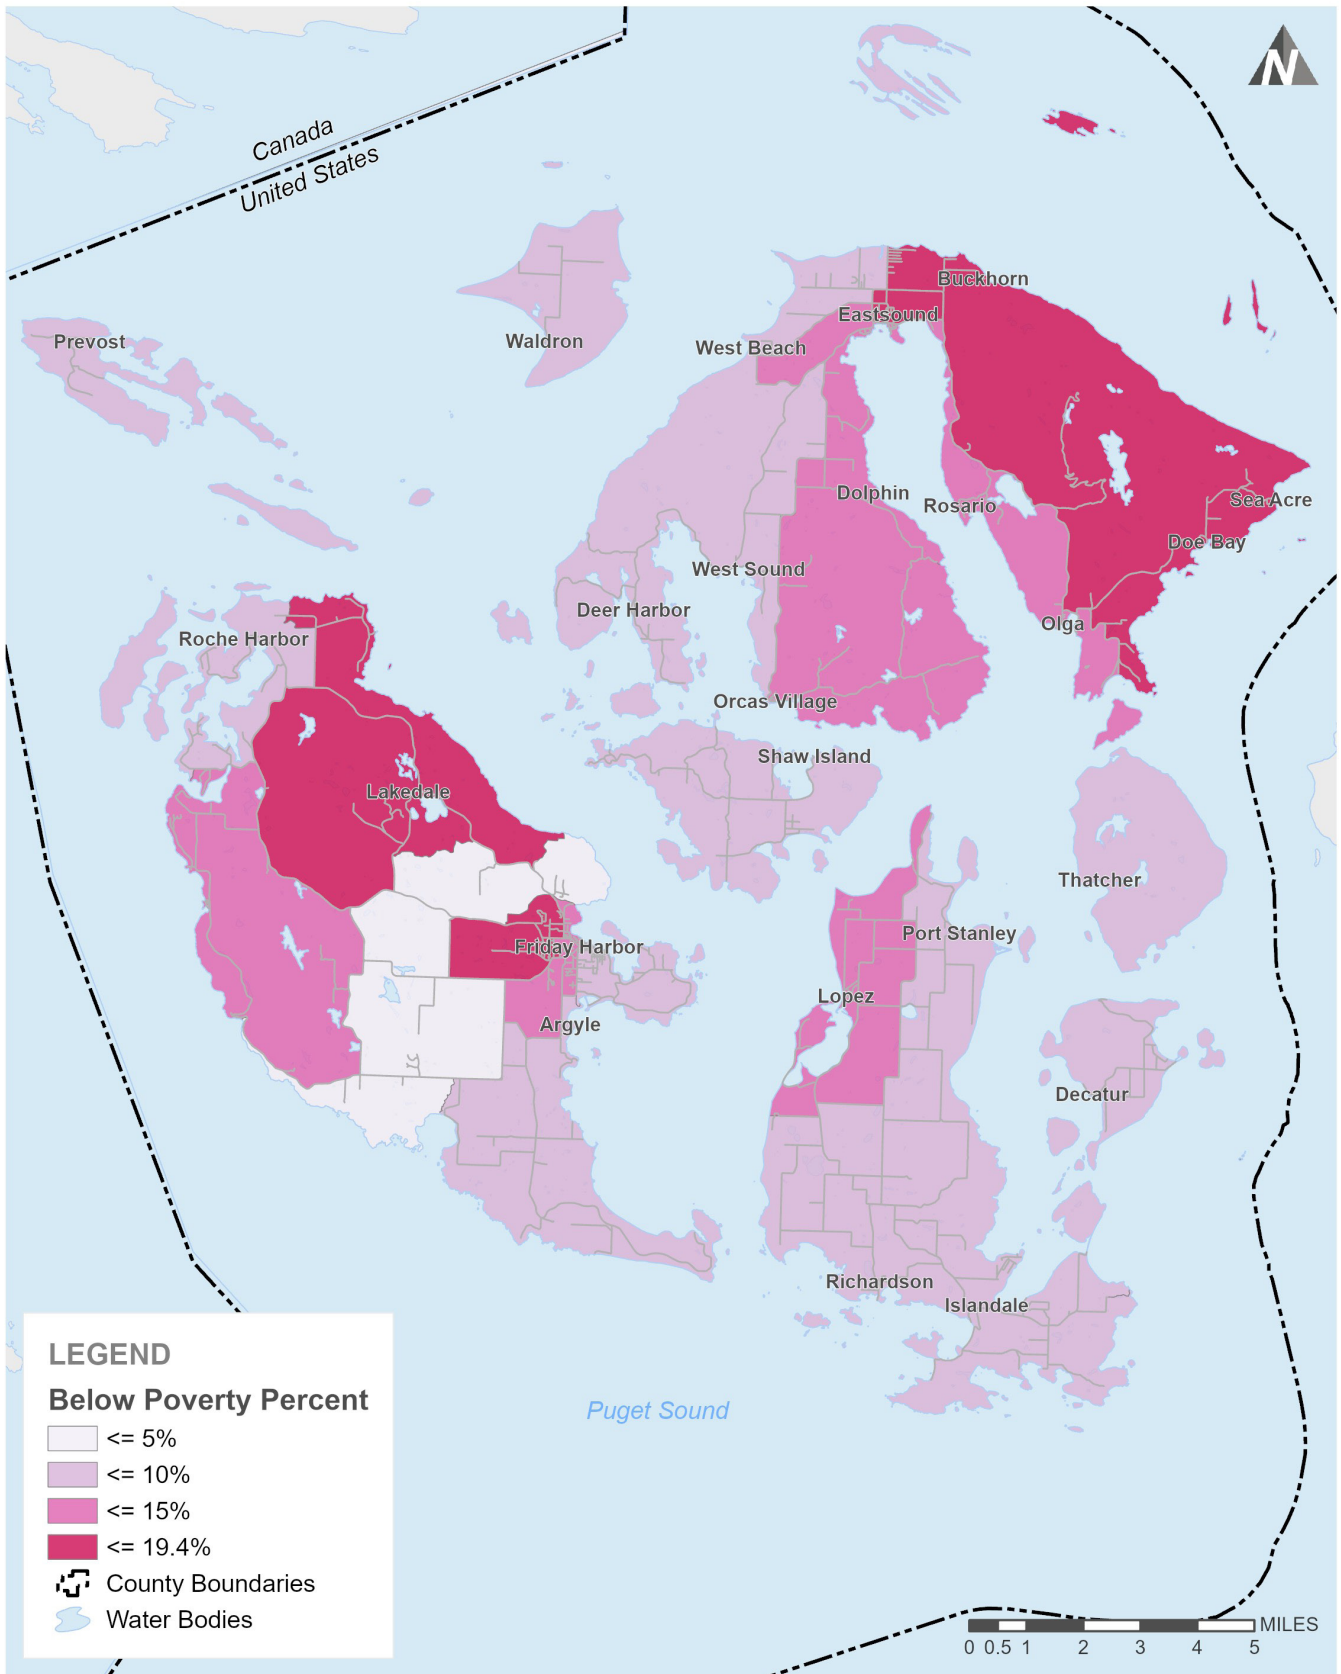 N
Canada
United States
Buckhorn
Eastsound
Prevost
Waldron
West Beach
Dolphin
Rosario
Sea Acre
Doe Bay
West Sound
Deer Harbor
Olga
Roche Harbor
Orcas Village
Shaw Island
Lakedale
Thatcher
Port Stanley
Friday Harbor
Lopez
Argyle
Decatur
Richardson
Islandale
Puget Sound
LEGEND
Below Poverty Percent
<= 5%
<= 10%
<= 15%
<= 19.4%
County Boundaries
Water Bodies
MILES
0 0.5 1 2 3 4 5